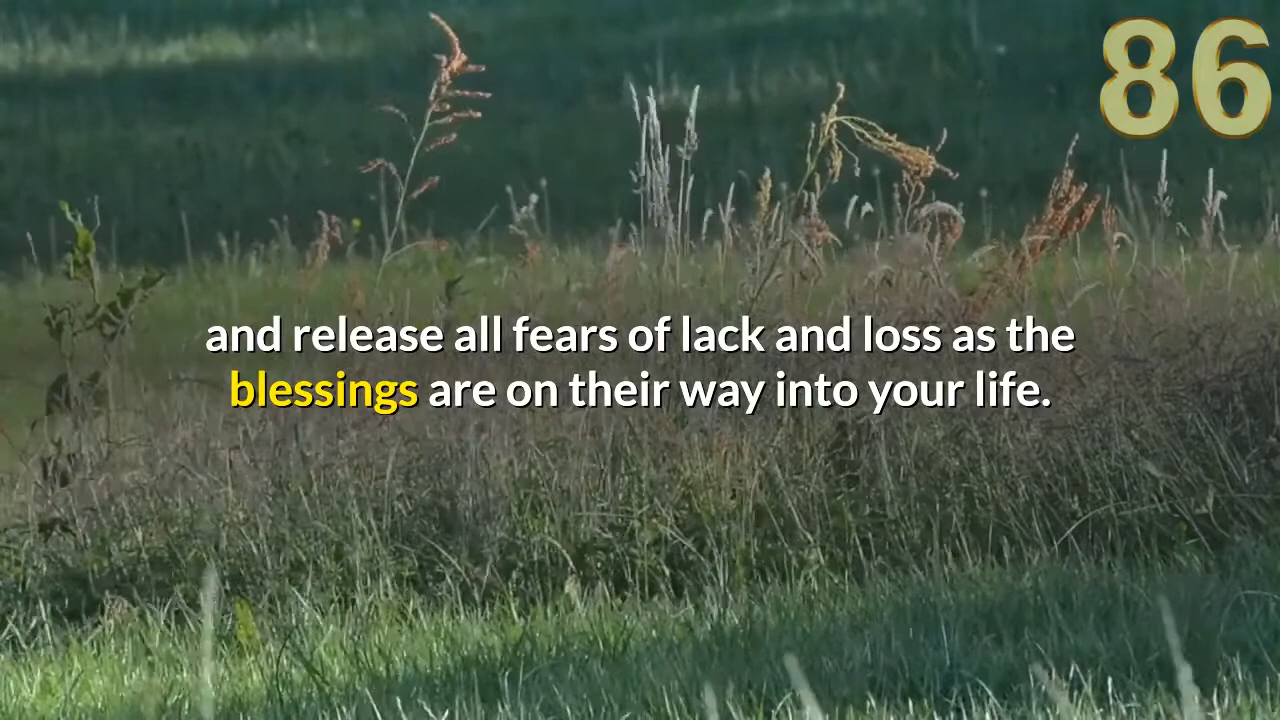 86
and release all fears of lack and loss as the
blessings are on their way into your life.